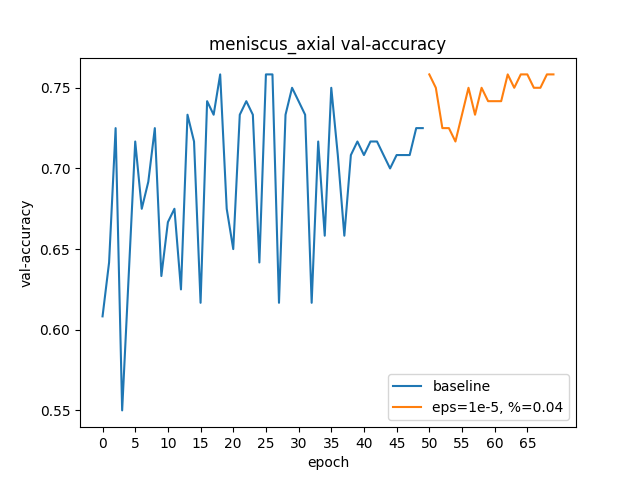 meniscus_axial val-accuracy
val-accuracy
0.75
0.70
0.65
0.60
0.55
baseline
eps=1e-5, %=0.04
0 5 10 15 20 25 30 35 40 45 50 55 60 65
epoch